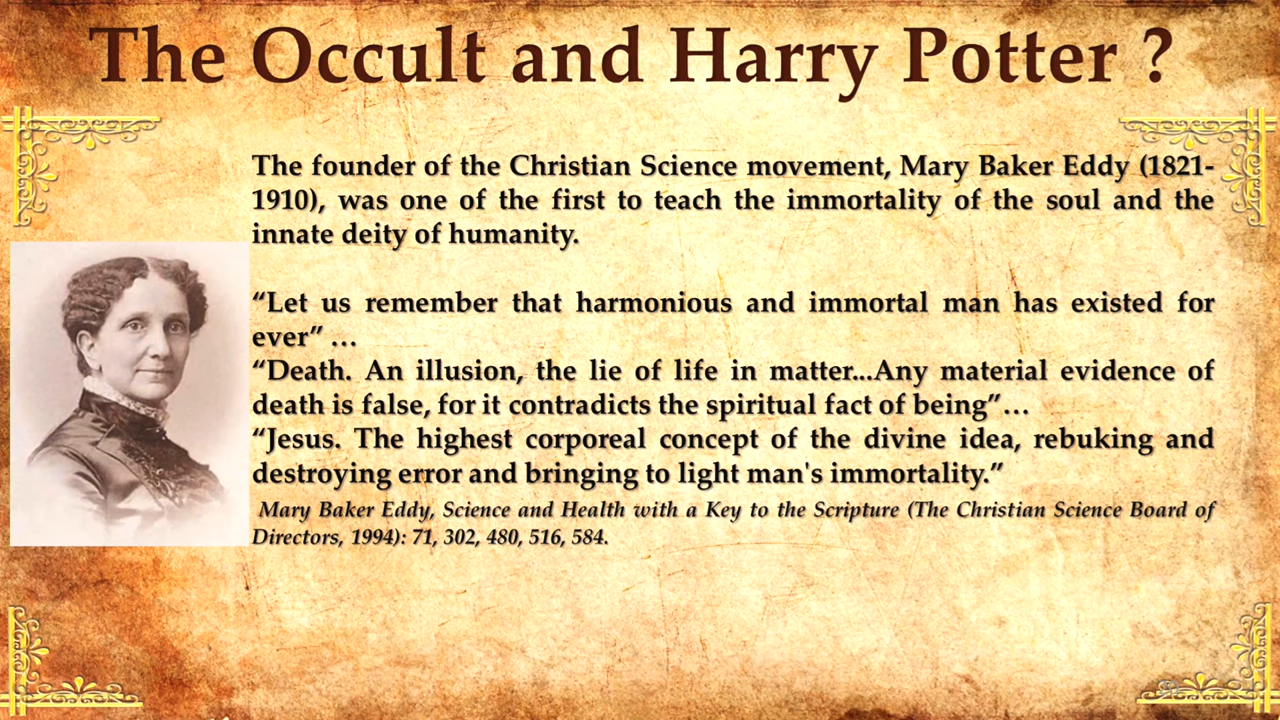 The Occult and Harry Potter ?
The founder of the Christian Science movement, Mary Baker Eddy (1821-
1910), was one of the first to teach the immortality of the soul and the
innate deity of humanity.
“Let us remember that harmonious and immortal man has existed for
ever” …
“Death. An illusion, the lie of life in matter...Any material evidence of
death is false, for it contradicts the spiritual fact of being”…
“Jesus. The highest corporeal concept of the divine idea, rebuking and
destroying error and bringing to light man's immortality.”
Mary Baker Eddy, Science and Health with a Key to the Scripture (The Christian Science Board of
Directors, 1994): 71, 302, 480, 516, 584.